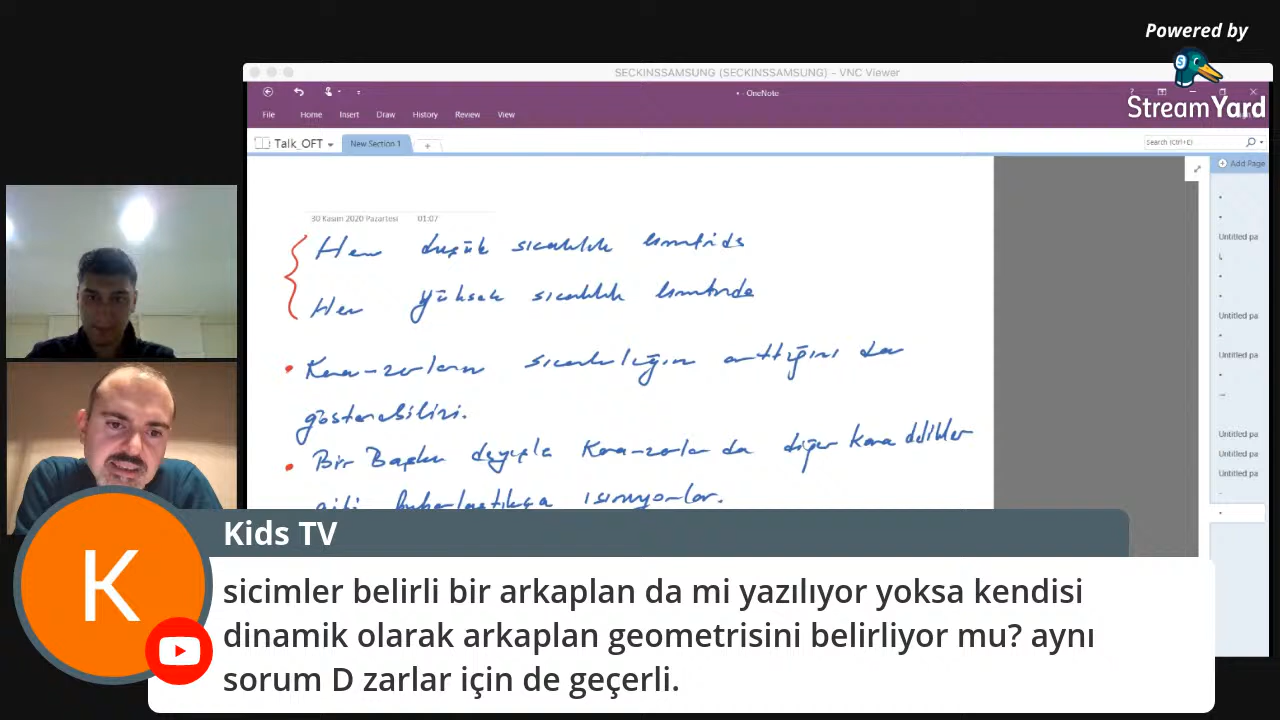 Powered by
StreamYard
SECKINSSAMSUNG (SECKINSSAMSUNG) - VNC Viewer
- OneNote
File Home Insert Draw History Review View
Talk_OFT New Section 1 +
Search (Ctrl+E)
Add Page
30 Kasım 2020 Pazartesi 01:07
Hem düşük sıcaklık limitinde
Hem yüksek sıcaklık limitinde
Untitled pa
Untitled pa
Untitled pa
Untitled pa
Untitled pa
Untitled pa
• Kara-zarların sıcaklığın arttığını da
gösterebiliriz.
• Bir Başka deyişle Kara-zarlar da diğer kara delikler
gibi buharlaştıkça ısınıyorlar.
K
Kids TV
sicimler belirli bir arkaplan da mi yazılıyor yoksa kendisi
dinamik olarak arkaplan geometrisini belirliyor mu? aynı
sorum D zarlar için de geçerli.